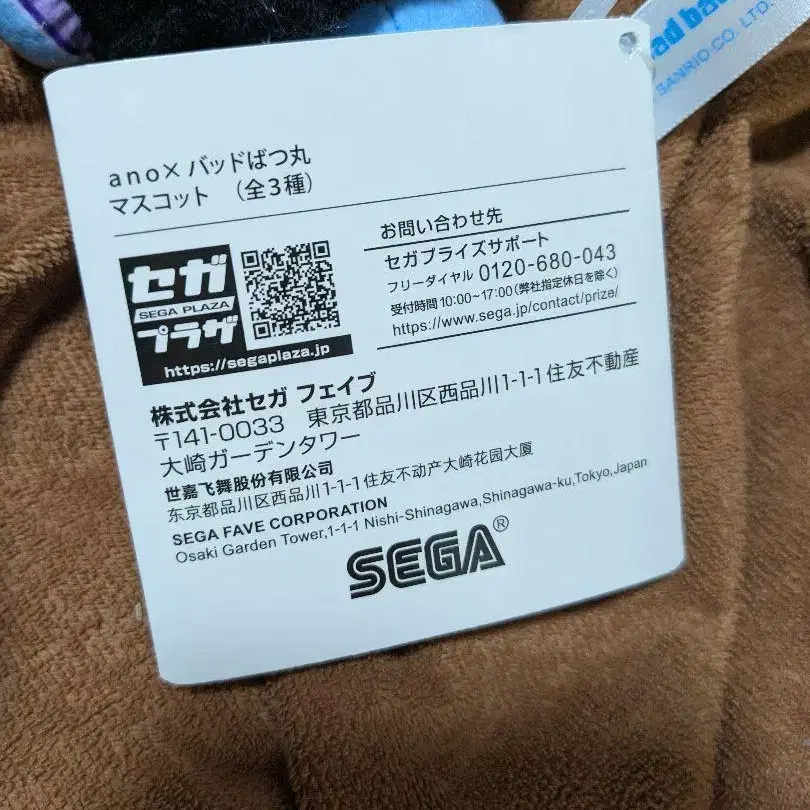 ano×バッドばつ丸
マスコット （全3種）
セガ
SEGA PLAZA
プラザ
https://segaplaza.jp
お問い合わせ先
セガプライズサポート
フリーダイヤル 0120-680-043
受付時間 10:00～17:00（弊社指定休日を除く）
https://www.sega.jp/contact/prize/
株式会社セガ フェイブ
〒141-0033 東京都品川区西品川1-1-1住友不動産
大崎ガーデンタワー
世嘉飞舞股份有限公司
东京都品川区西品川1-1-1住友不动产大崎花园大厦
SEGA FAVE CORPORATION
Osaki Garden Tower,1-1-1 Nishi-Shinagawa,Shinagawa-ku,Tokyo,Japan
SEGA®
SANRIO CO. LTD.